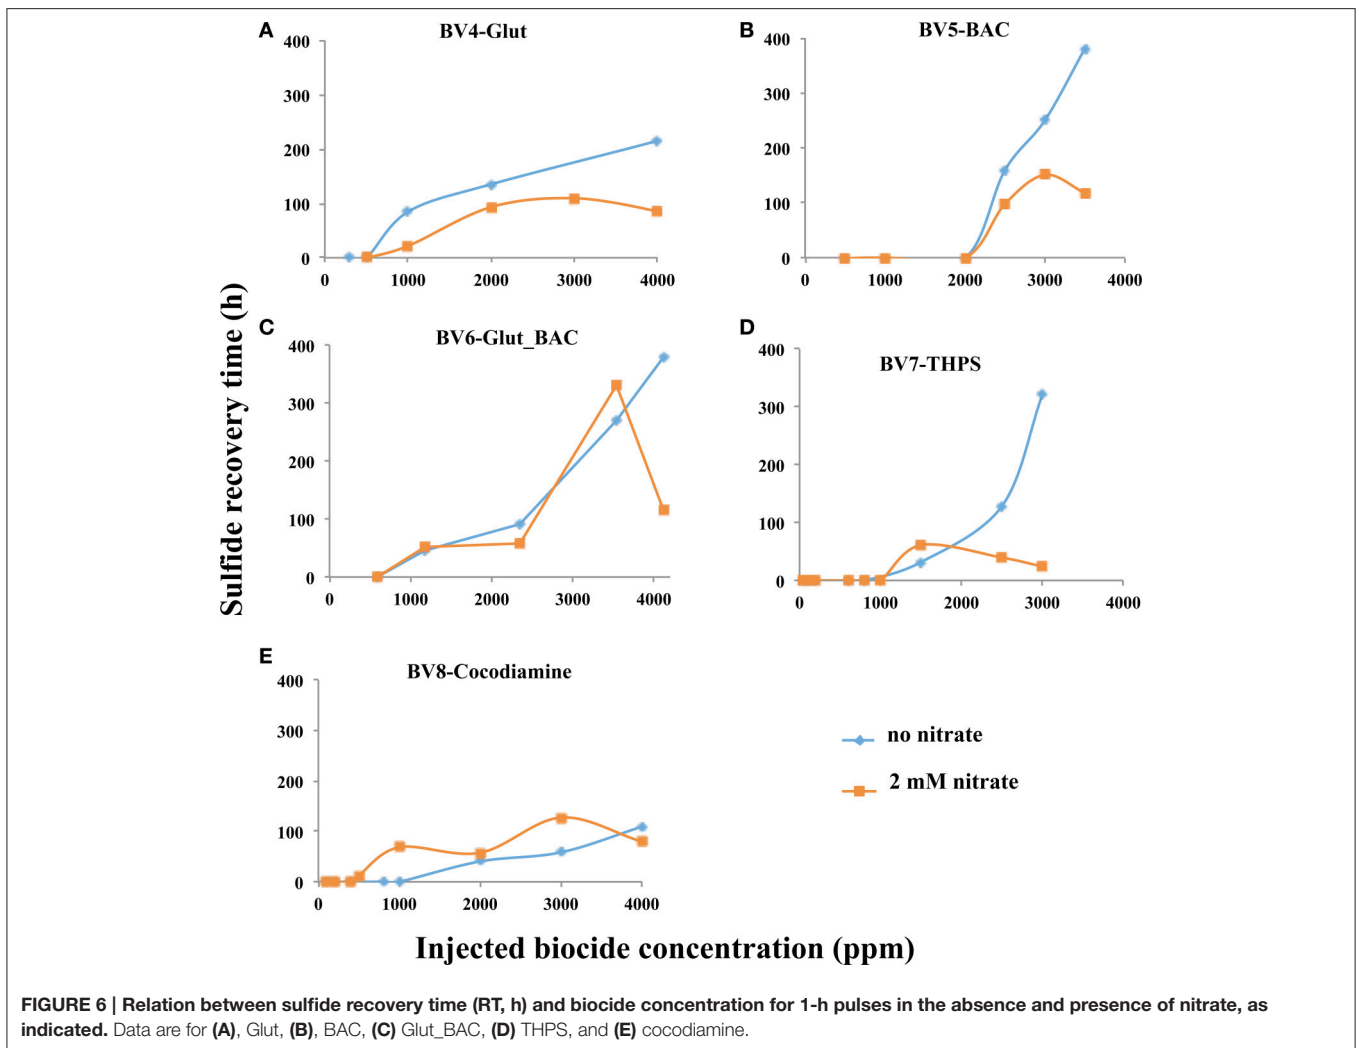 A
BV4-Glut
400
300
200
100
0
0 1000 2000 3000 4000
B
BV5-BAC
400
300
200
100
0
0 1000 2000 3000 4000
C
BV6-Glut_BAC
400
300
200
100
0
0 1000 2000 3000 4000
D
BV7-THPS
400
300
200
100
0
0 1000 2000 3000 4000
E
BV8-Cocodiamine
400
300
200
100
0
0 1000 2000 3000 4000
no nitrate
2 mM nitrate
Sulfide recovery time (h)
Injected biocide concentration (ppm)
FIGURE 6 | Relation between sulfide recovery time (RT, h) and biocide concentration for 1-h pulses in the absence and presence of nitrate, as
indicated. Data are for (A), Glut, (B), BAC, (C) Glut_BAC, (D) THPS, and (E) cocodiamine.